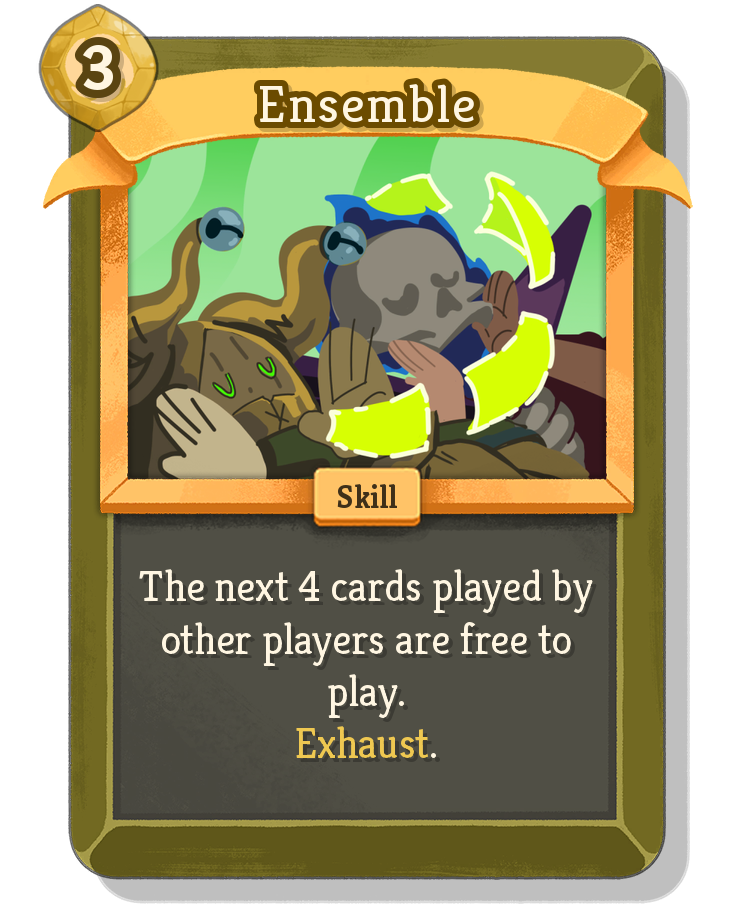 3
Ensemble
Skill
The next 4 cards played by
other players are free to
play.
Exhaust.